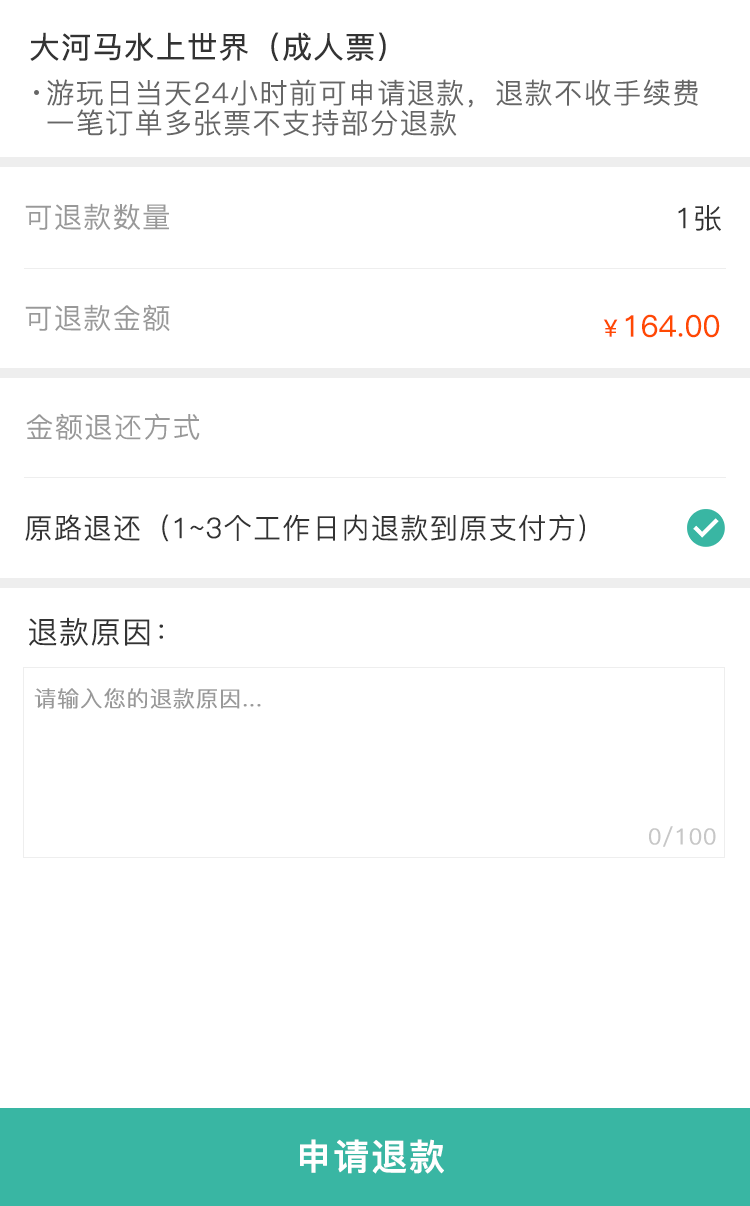 大河马水上世界（成人票）
·游玩日当天24小时前可申请退款，退款不收手续费
一笔订单多张票不支持部分退款
可退款数量
1张
可退款金额
¥164.00
金额退还方式
原路退还（1~3个工作日内退款到原支付方）
退款原因：
请输入您的退款原因...
0/100
申请退款